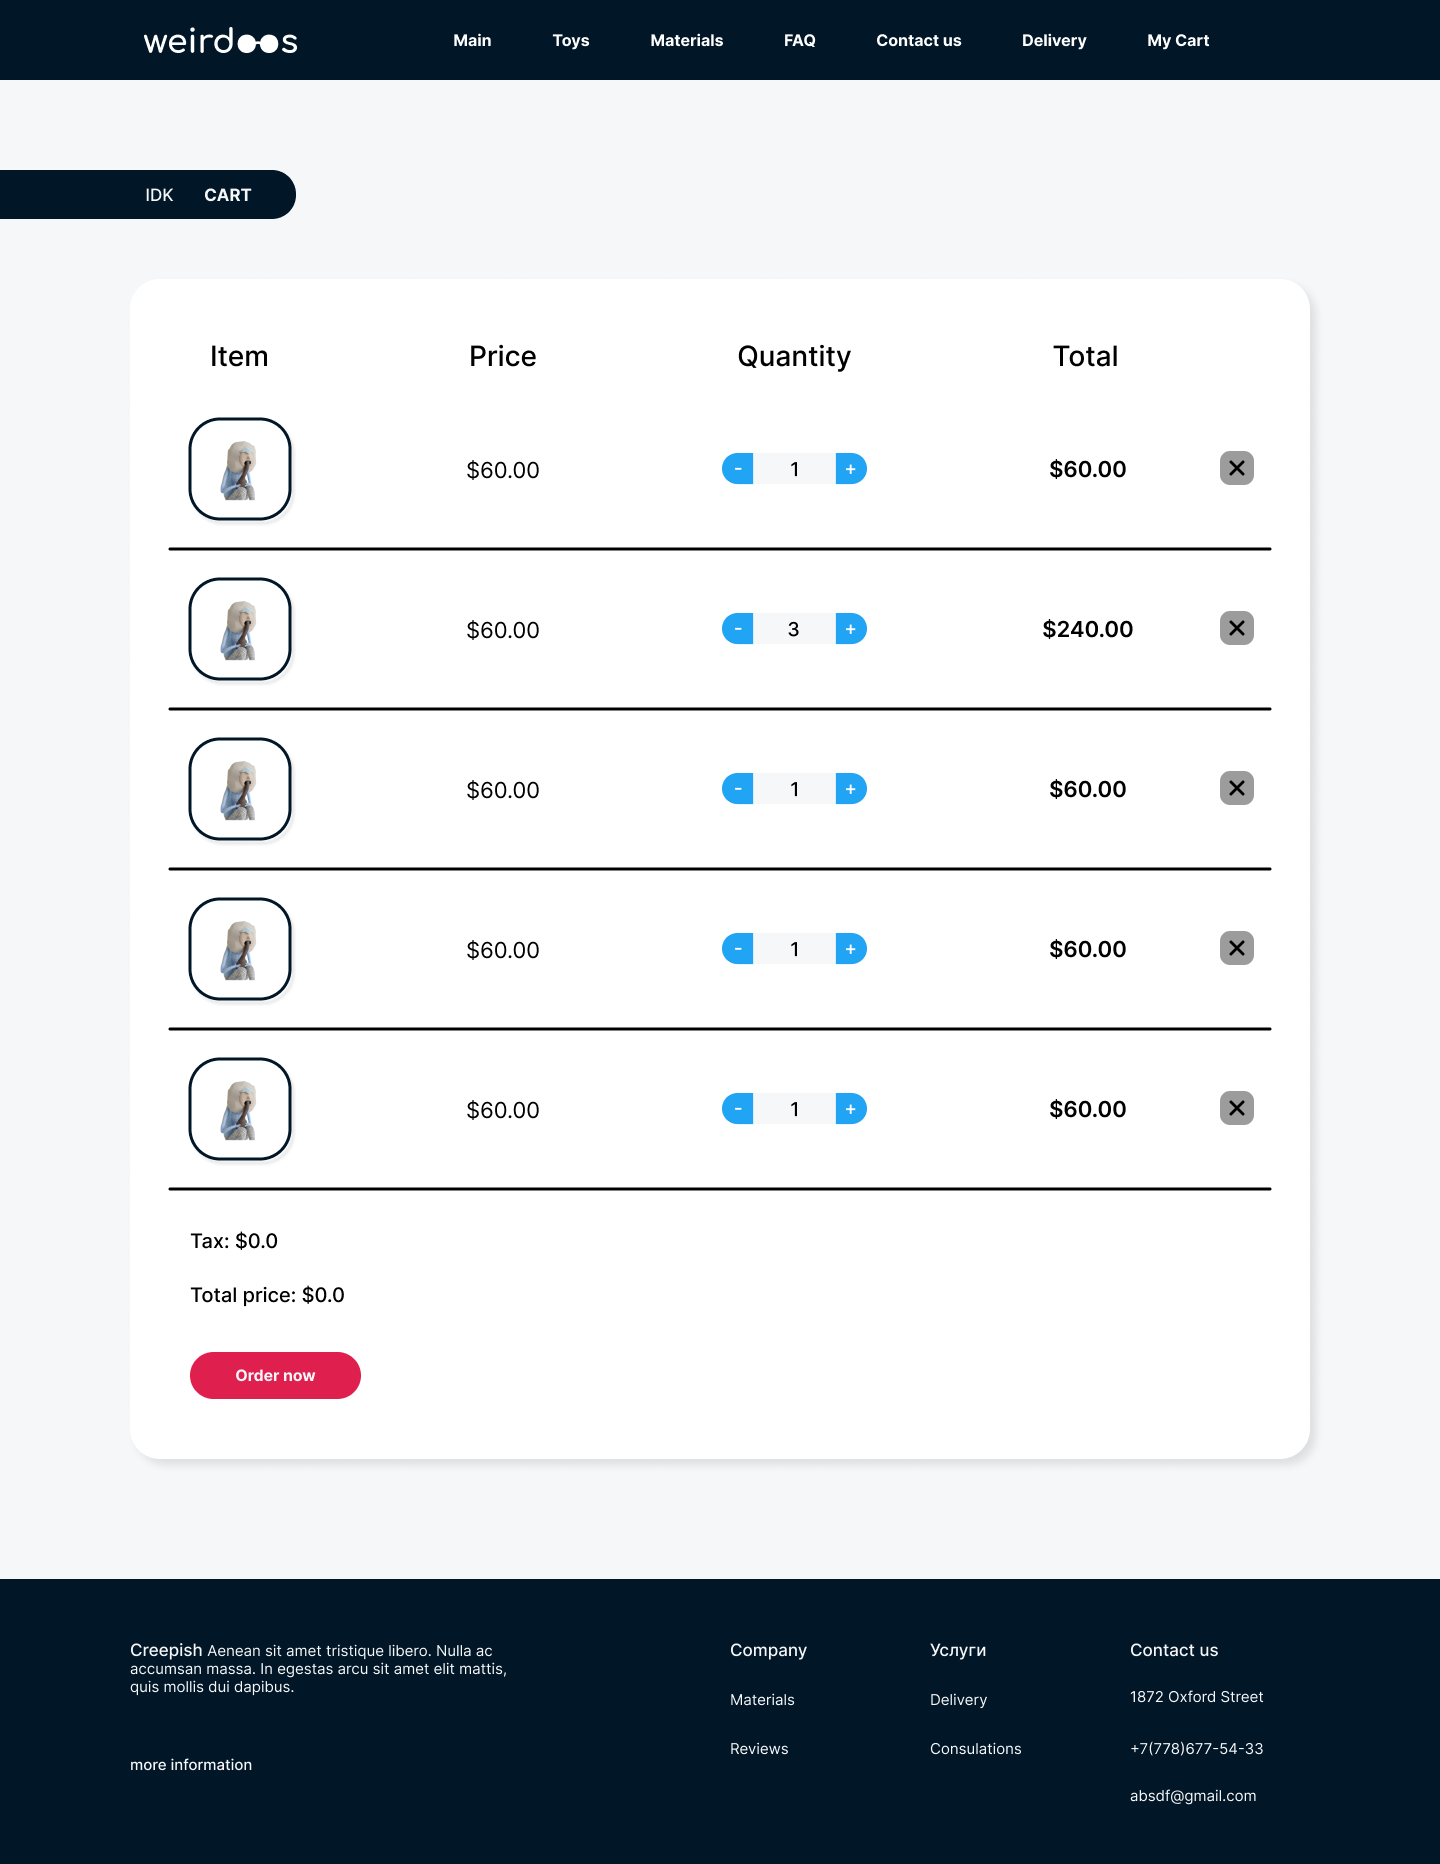 weirdoos
Main Toys Materials FAQ Contact us Delivery My Cart
IDK CART
Item Price Quantity Total
$60.00 - 1 + $60.00
$60.00 - 3 + $240.00
$60.00 - 1 + $60.00
$60.00 - 1 + $60.00
$60.00 - 1 + $60.00
Tax: $0.0
Total price: $0.0
Order now
Creepish Aenean sit amet tristique libero. Nulla ac
accumsan massa. In egestas arcu sit amet elit mattis,
quis mollis dui dapibus.
more information
Company
Materials
Reviews
Услуги
Delivery
Consulations
Contact us
1872 Oxford Street
+7(778)677-54-33
absdf@gmail.com